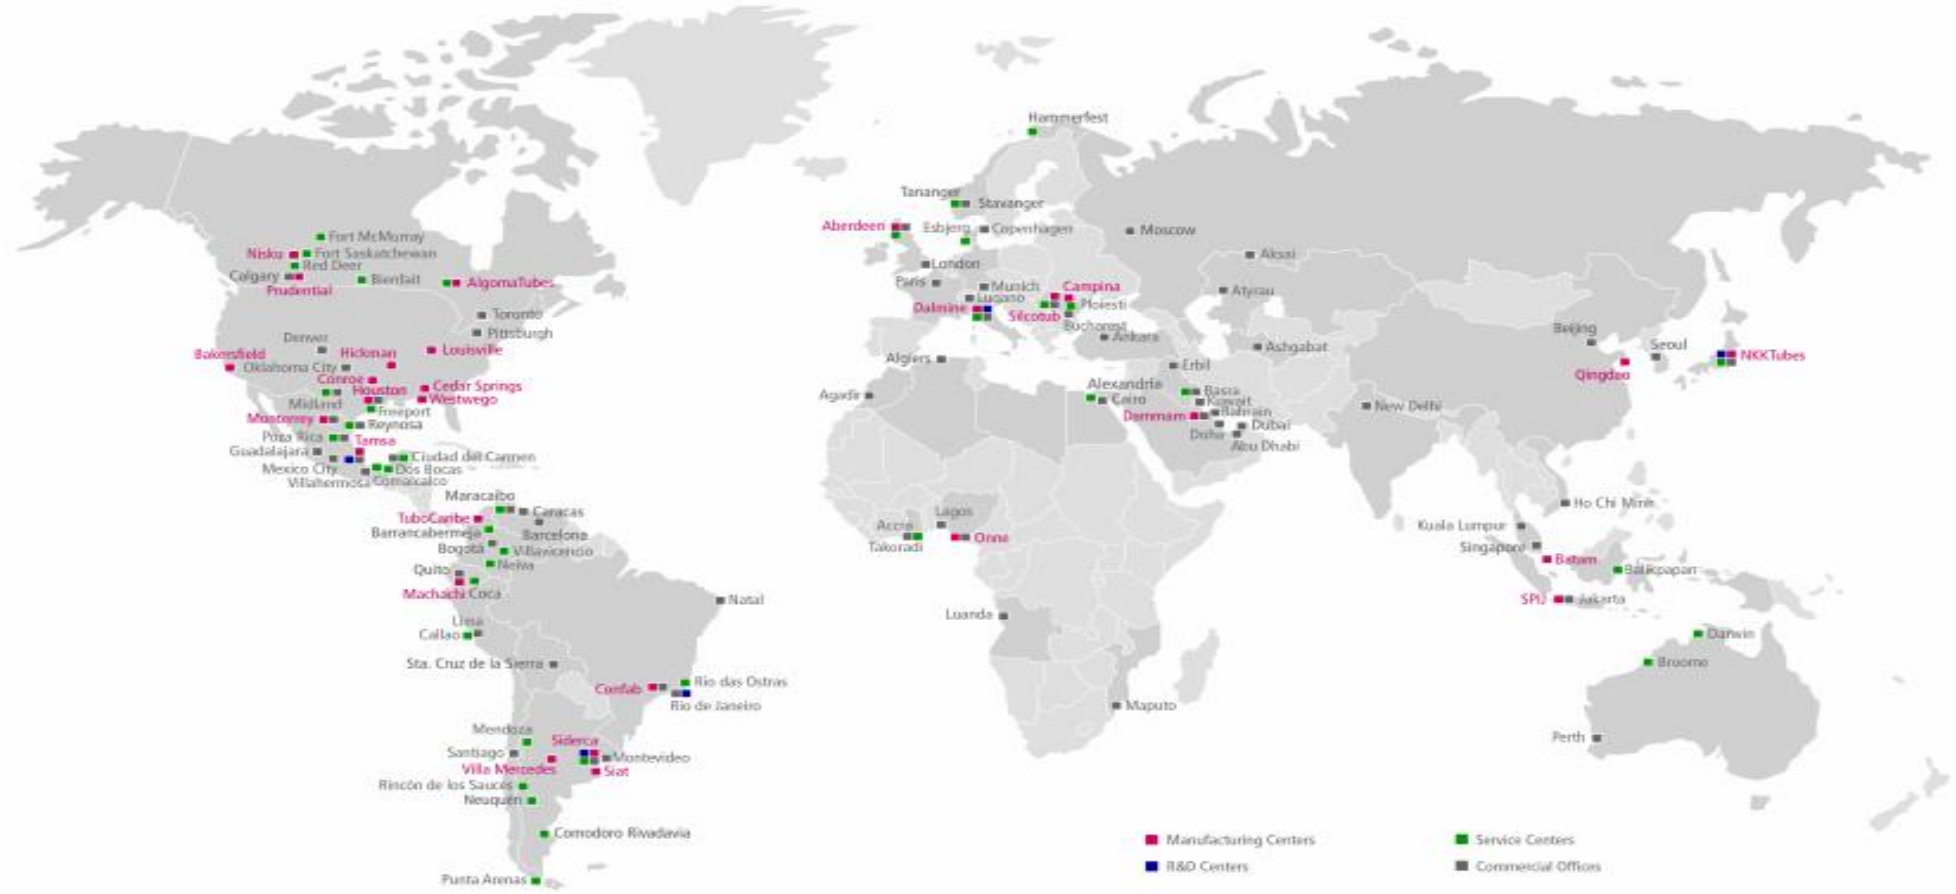 Hammerfest
Tananger
Stavanger
Aberdeen
Esbjerg
Copenhagen
Moscow
Fort McMurray
Nisku
Fort Saskatchewan
Red Deer
Calgary
Bienfait
AlgomaTubes
Prudential
Aksai
London
Paris
Munich
Campina
Lugano
Atyrau
Dalmine
Silcotub
Ploiesti
Bucharest
Toronto
Pittsburgh
Denver
Louisville
Ankara
Ashgabat
Beijing
Seoul
NKKTubes
Bakersfield
Hickman
Oklahoma City
Algiers
Erbil
Qingdao
Conroe
Houston
Cedar Springs
Westwego
Midland
Freeport
Agadir
Alexandria
Cairo
Basra
Kuwait
New Delhi
Monterrey
Reynosa
Dammam
Bahrain
Doha
Dubai
Abu Dhabi
Poza Rica
Tamsa
Guadalajara
Ciudad del Carmen
Mexico City
Dos Bocas
Villahermosa
Comalcalco
Maracaibo
Caracas
TuboCaribe
Barrancabermeja
Barcelona
Bogotá
Villavicencio
Lagos
Accra
Takoradi
Onne
Ho Chi Minh
Kuala Lumpur
Singapore
Batam
Balikpapan
Quito
Neiva
Machachi
Coca
Natal
SPIJ
Jakarta
Lima
Callao
Luanda
Darwin
Broome
Sta. Cruz de la Sierra
Confab
Rio das Ostras
Rio de Janeiro
Maputo
Mendoza
Siderca
Santiago
Montevideo
Villa Mercedes
Siat
Perth
Rincón de los Sauces
Neuquén
Comodoro Rivadavia
Punta Arenas
Manufacturing Centers
Service Centers
R&D Centers
Commercial Offices